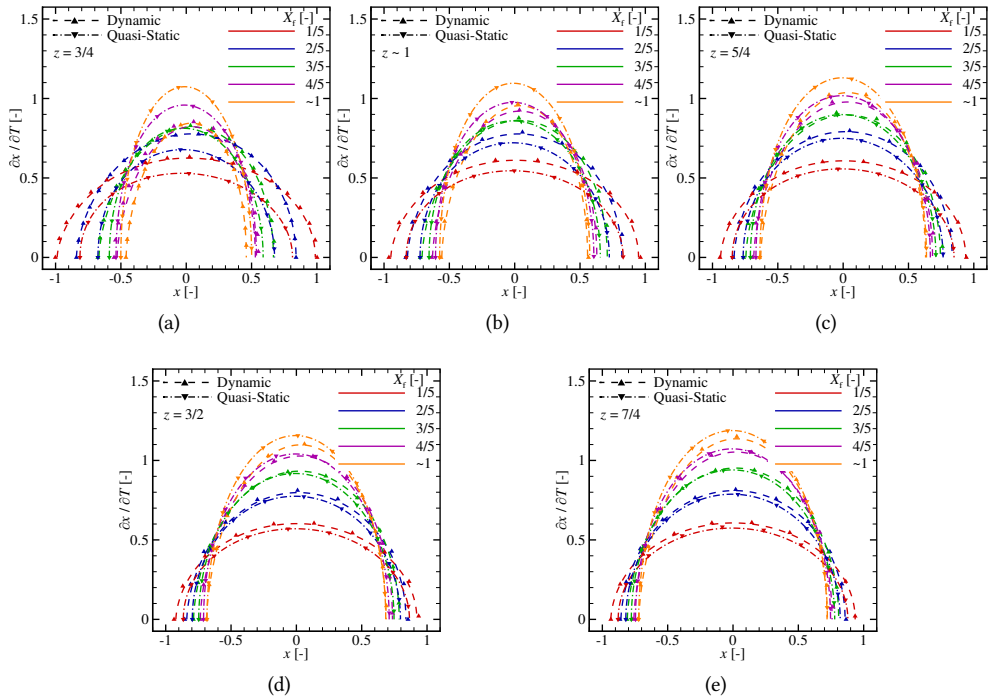 1.5
1
0.5
0
∂x / ∂T [-]
Dynamic
Quasi-Static
z = 3/4
X_f [-]
1/5
2/5
3/5
4/5
~1
-1 -0.5 0 0.5 1
x [-]
(a)
1.5
1
0.5
0
∂x / ∂T [-]
Dynamic
Quasi-Static
z ~ 1
X_f [-]
1/5
2/5
3/5
4/5
~1
-1 -0.5 0 0.5 1
x [-]
(b)
1.5
1
0.5
0
∂x / ∂T [-]
Dynamic
Quasi-Static
z = 5/4
X_f [-]
1/5
2/5
3/5
4/5
~1
-1 -0.5 0 0.5 1
x [-]
(c)
1.5
1
0.5
0
∂x / ∂T [-]
Dynamic
Quasi-Static
z = 3/2
X_f [-]
1/5
2/5
3/5
4/5
~1
-1 -0.5 0 0.5 1
x [-]
(d)
1.5
1
0.5
0
∂x / ∂T [-]
Dynamic
Quasi-Static
z = 7/4
X_f [-]
1/5
2/5
3/5
4/5
~1
-1 -0.5 0 0.5 1
x [-]
(e)